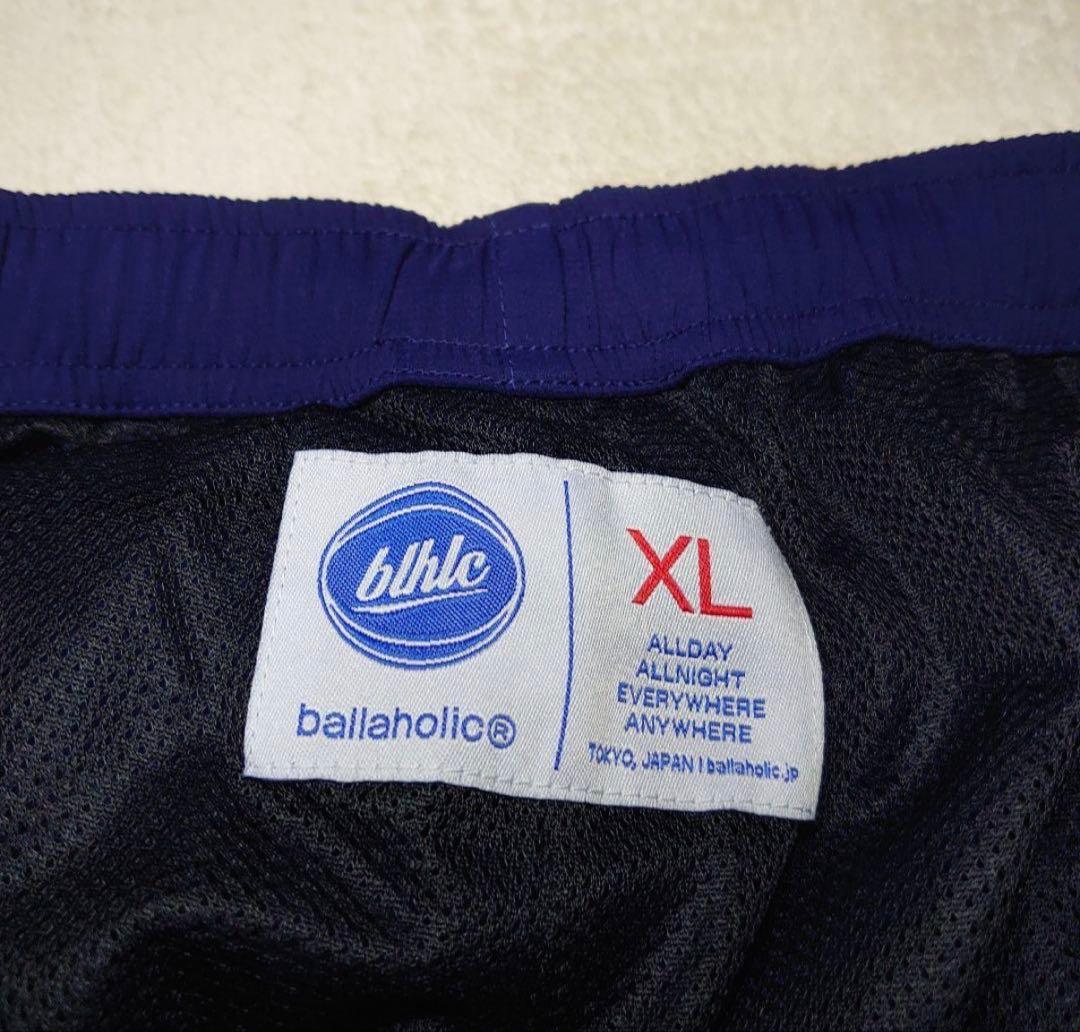 blhlc
ballaholic®
XL
ALLDAY
ALLNIGHT
EVERYWHERE
ANYWHERE
TOKYO, JAPAN | ballaholic.jp